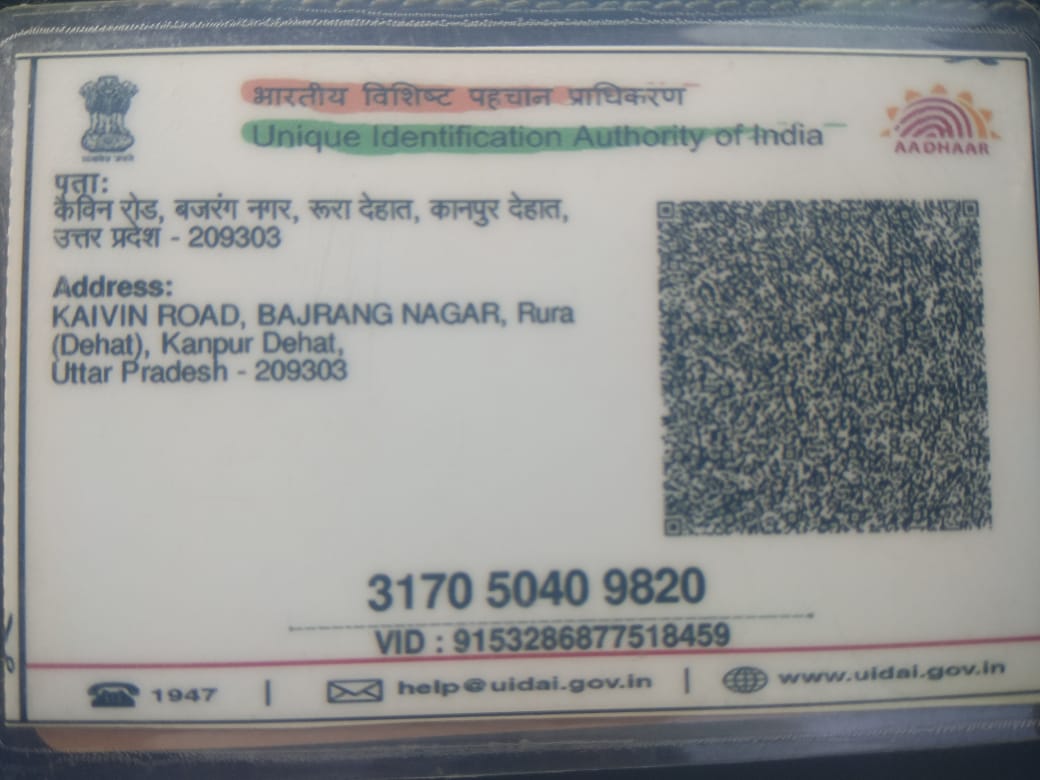 भारतीय विशिष्ट पहचान प्राधिकरण
Unique Identification Authority of India
AADHAAR
पता:
कैविन रोड, बजरंग नगर, रूरा देहात, कानपुर देहात,
उत्तर प्रदेश - 209303
Address:
KAIVIN ROAD, BAJRANG NAGAR, Rura
(Dehat), Kanpur Dehat,
Uttar Pradesh - 209303
3170 5040 9820
VID : 9153286877518459
1947 | help@uidai.gov.in | www.uidai.gov.in